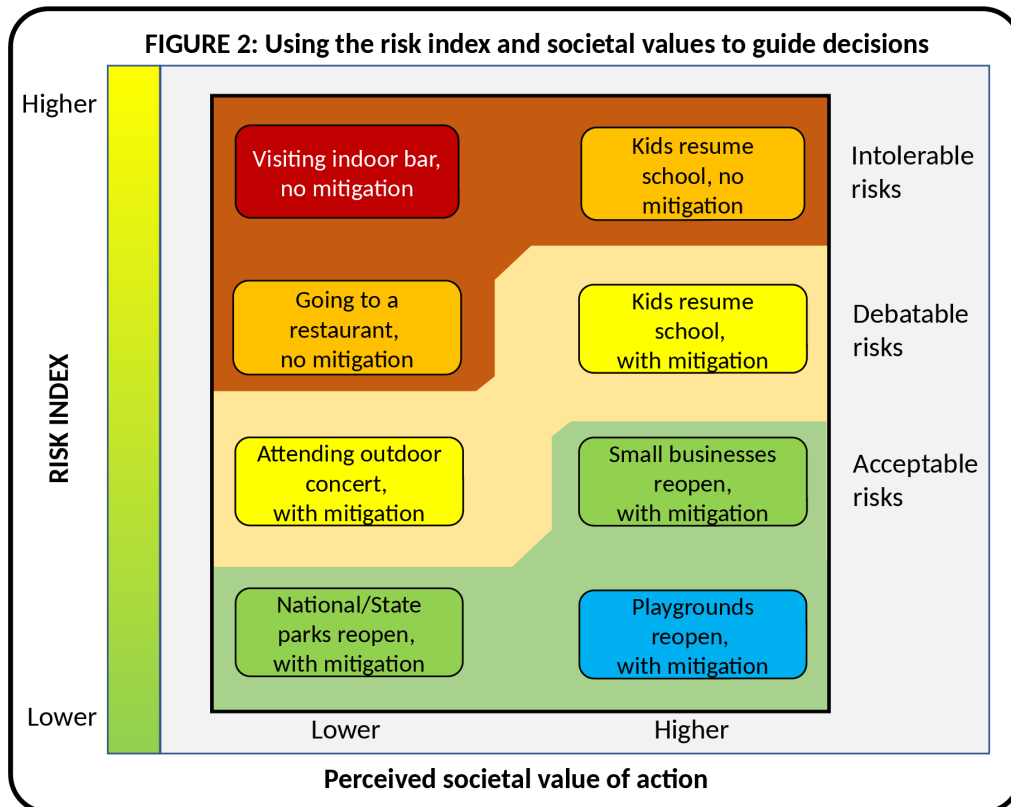 FIGURE 2: Using the risk index and societal values to guide decisions
Higher
Visiting indoor bar,
no mitigation
Kids resume
school, no
mitigation
Intolerable
risks
Going to a
restaurant,
no mitigation
Kids resume
school,
with mitigation
Debatable
risks
RISK INDEX
Attending outdoor
concert,
with mitigation
Small businesses
reopen,
with mitigation
Acceptable
risks
National/State
parks reopen,
with mitigation
Playgrounds
reopen,
with mitigation
Lower
Lower
Higher
Perceived societal value of action